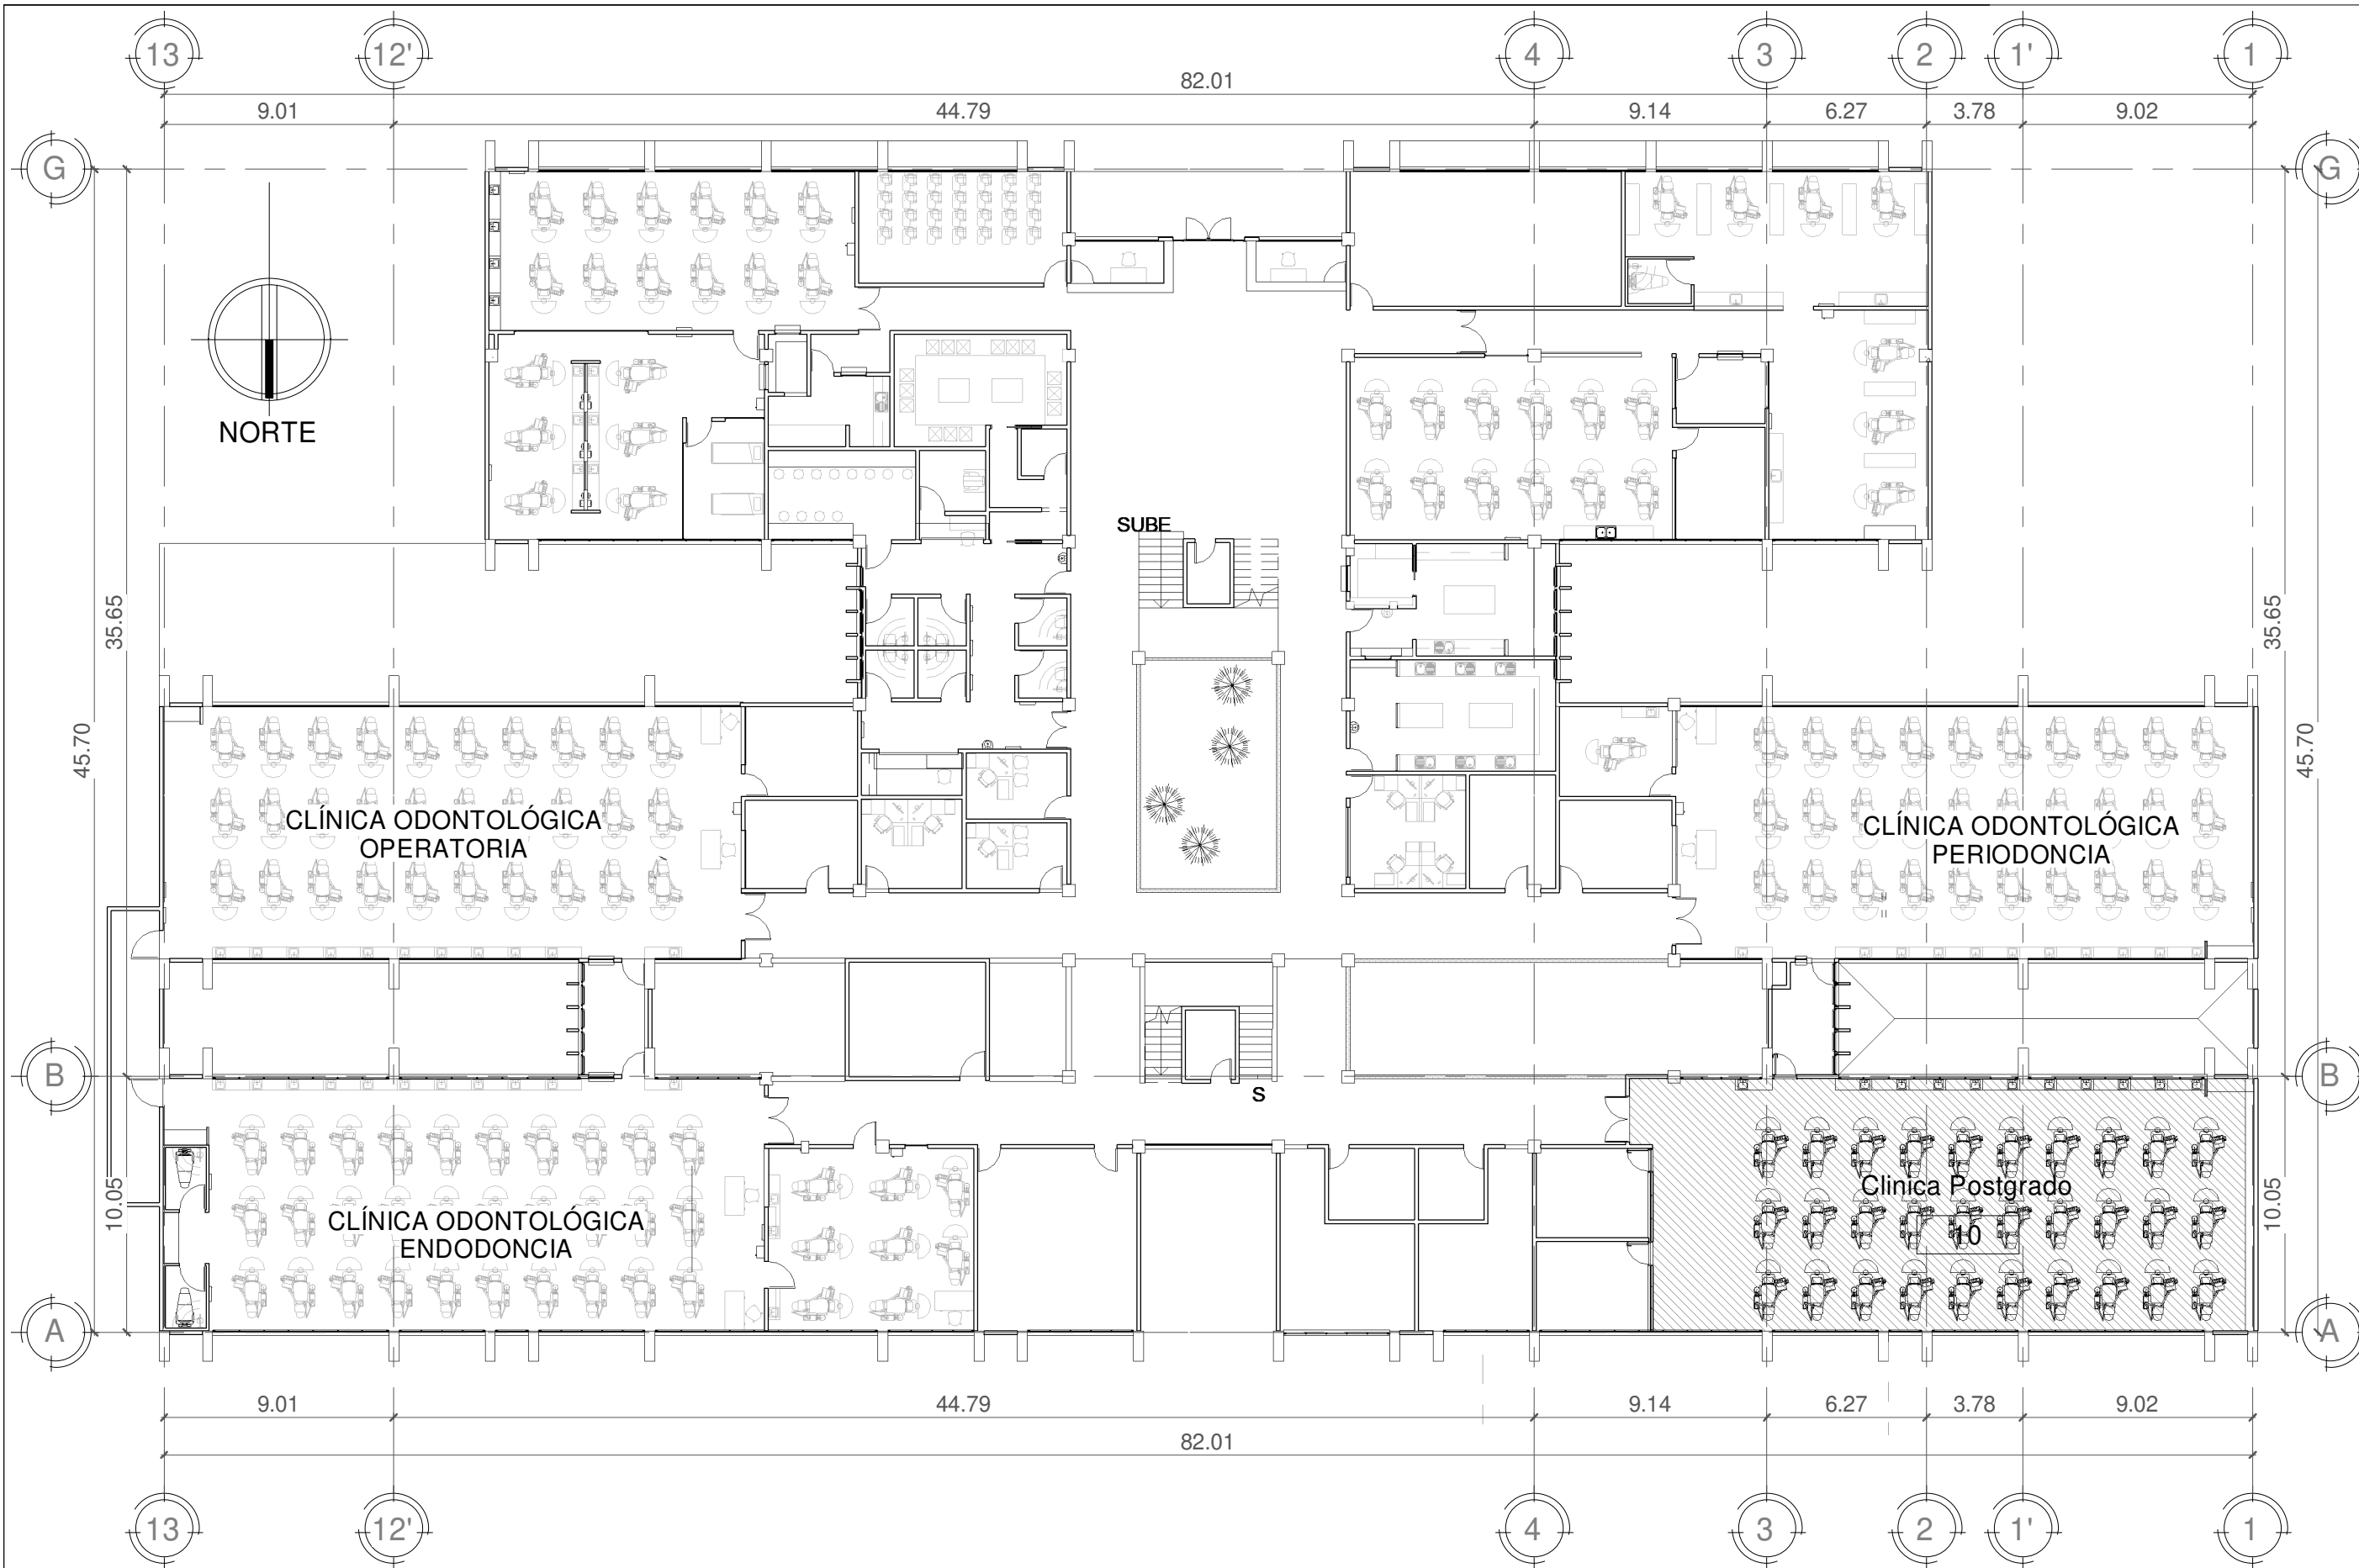 13 12' 4 3 2 1' 1
82.01
9.01 44.79 9.14 6.27 3.78 9.02
G G
NORTE
SUBE
35.65 35.65
45.70 45.70
CLÍNICA ODONTOLÓGICA
OPERATORIA
CLÍNICA ODONTOLÓGICA
PERIODONCIA
B B
S
10.05 10.05
Clinica Postgrado
10
CLÍNICA ODONTOLÓGICA
ENDODONCIA
A A
9.01 44.79 9.14 6.27 3.78 9.02
82.01
13 12' 4 3 2 1' 1